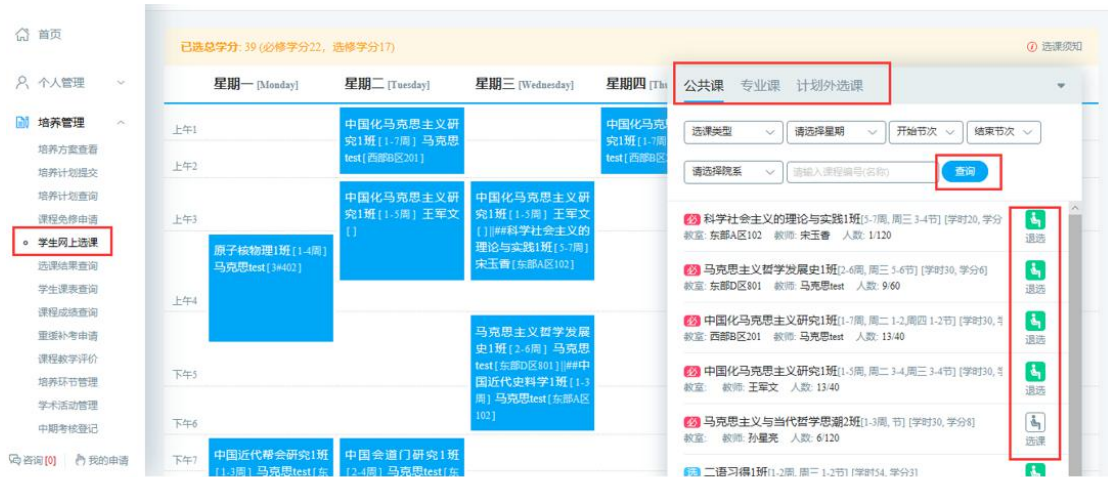 首页
个人管理
培养管理
培养方案查看
培养计划提交
培养计划查询
课程免修申请
学生网上选课
选课结果查询
学生课表查询
课程成绩查询
重缓补考申请
课程教学评价
培养环节管理
学术活动管理
中期考核登记
咨询[0] 我的申请
已选总学分: 39 (必修学分22, 选修学分17)
选课须知
星期一 [Monday] 星期二 [Tuesday] 星期三 [Wednesday] 星期四 [Thu
上午1
上午2
上午3
上午4
下午5
下午6
下午7
中国化马克思主义研
究1班 [1-7周] 马克思
test [西部B区201]
中国化马克
究1班 [1-7周
test [西部B区
中国化马克思主义研
究1班 [1-5周] 王军文
[]
中国化马克思主义研
究1班 [1-5周] 王军文
[]||##科学社会主义的
理论与实践1班 [5-7周]
宋玉香 [东部A区102]
原子核物理1班 [1-4周]
马克思test [3#402]
马克思主义哲学发展
史1班 [2-6周] 马克思
test [东部D区801]||##中
国近代史料学1班 [1-3
周] 马克思test [东部A区
102]
中国近代帮会研究1班
[1-3周] 马克思test [东
中国会道门研究1班
[2-4周] 马克思test [东
公共课 专业课 计划外选课
选课类型 请选择星期 开始节次 结束节次
请选择院系 请输入课程编号(名称) 查询
必 科学社会主义的理论与实践1班[5-7周, 周三 3-4节] [学时20, 学分
教室: 东部A区102 教师: 宋玉香 人数: 1/120
退选
必 马克思主义哲学发展史1班[2-6周, 周三 5-6节] [学时30, 学分6]
教室: 东部D区801 教师: 马克思test 人数: 9/60
退选
必 中国化马克思主义研究1班[1-7周, 周二 1-2,周四 1-2节] [学时30,
教室: 西部B区201 教师: 马克思test 人数: 13/40
退选
必 中国化马克思主义研究1班[1-5周, 周二 3-4,周三 3-4节] [学时30,
教室: 教师: 王军文 人数: 13/40
退选
必 马克思主义与当代哲学思潮2班[1-3周, 节] [学时30, 学分8]
教室: 教师: 孙星亮 人数: 6/120
选课
选 二语习得1班[1-2周, 周二 1-2节] [学时54, 学分3]